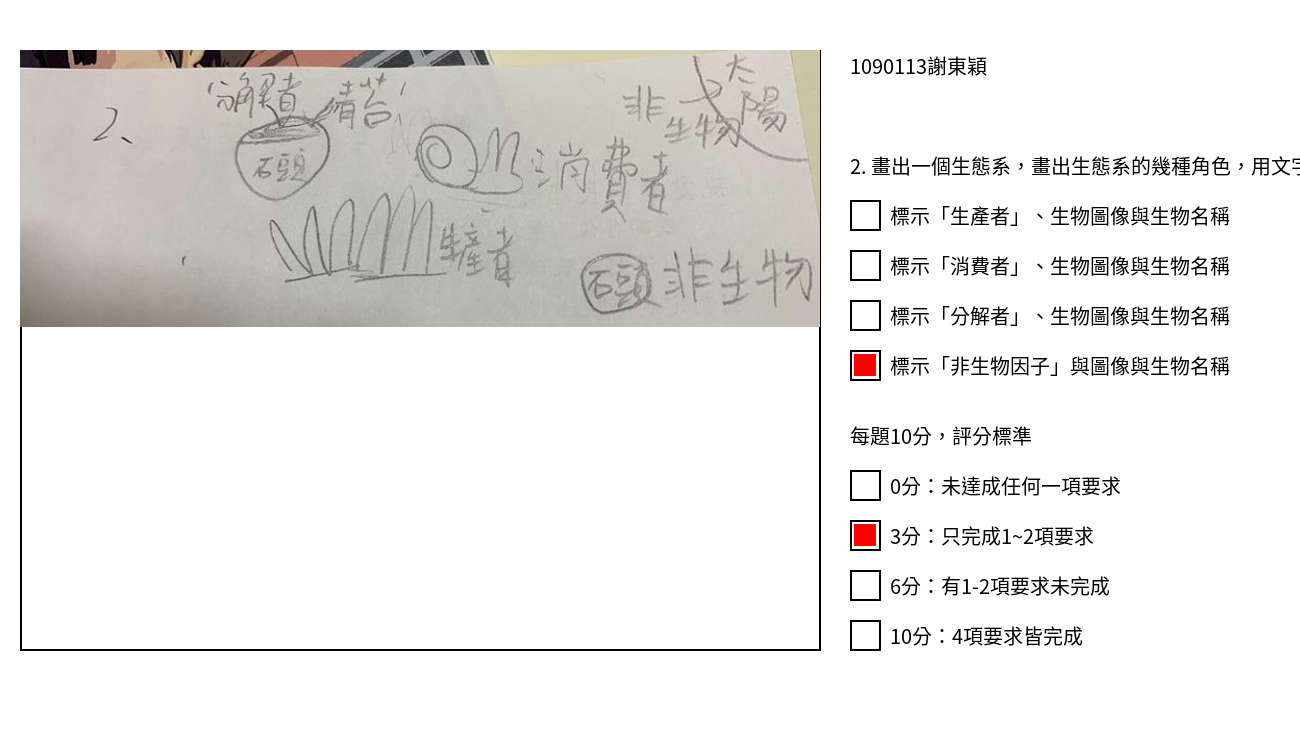 2、
分解者
青苔
石頭
消費者
生產者
非生物
太陽
石頭 非生物
1090113謝東穎
2. 畫出一個生態系，畫出生態系的幾種角色，用文字
標示「生產者」、生物圖像與生物名稱
標示「消費者」、生物圖像與生物名稱
標示「分解者」、生物圖像與生物名稱
標示「非生物因子」與圖像與生物名稱
每題10分，評分標準
0分：未達成任何一項要求
3分：只完成1~2項要求
6分：有1-2項要求未完成
10分：4項要求皆完成